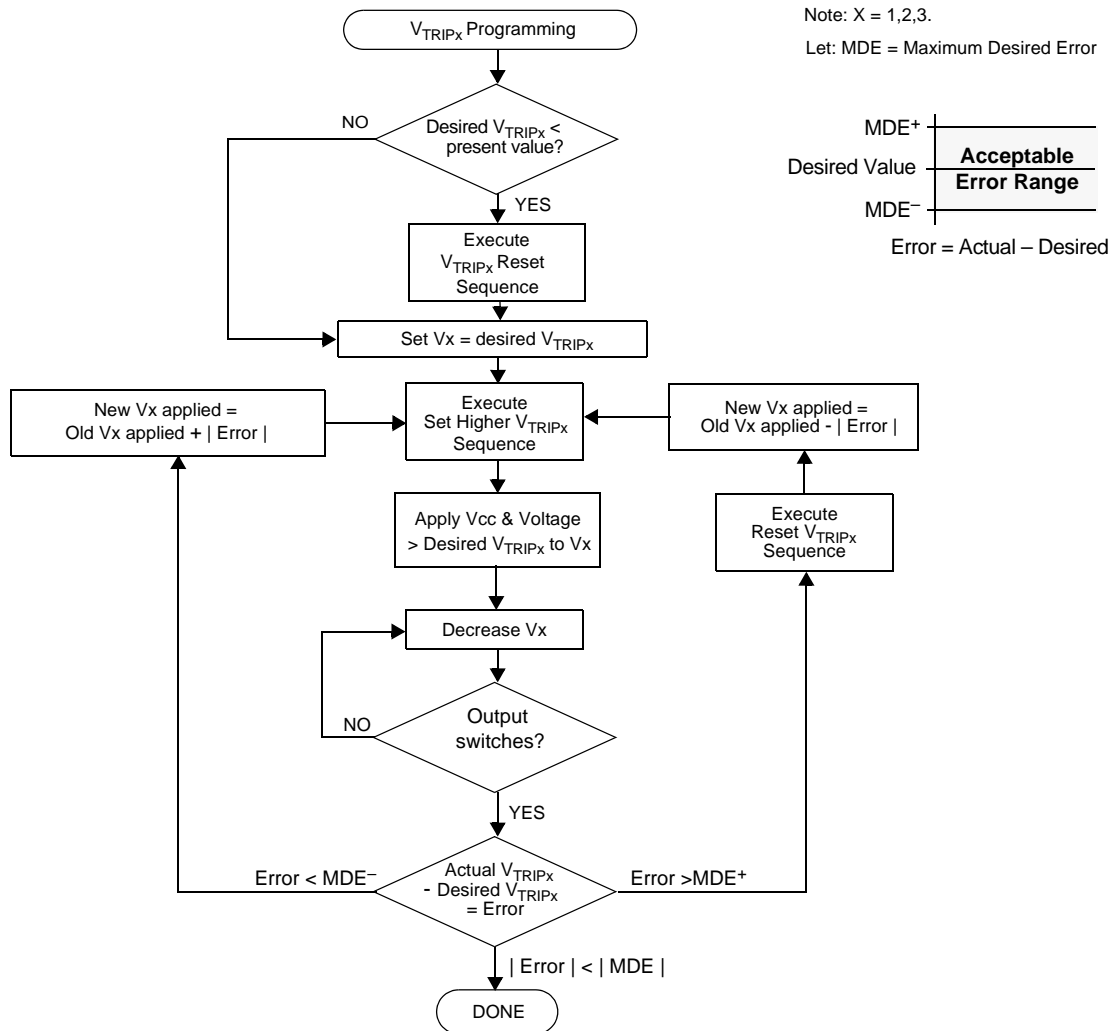 V_TRIPx Programming
Note: X = 1,2,3.
Let: MDE = Maximum Desired Error
NO
Desired V_TRIPx <
present value?
YES
MDE+
Desired Value
MDE–
Acceptable
Error Range
Error = Actual – Desired
Execute
V_TRIPx Reset
Sequence
Set Vx = desired V_TRIPx
New Vx applied =
Old Vx applied + | Error |
Execute
Set Higher V_TRIPx
Sequence
New Vx applied =
Old Vx applied - | Error |
Apply Vcc & Voltage
> Desired V_TRIPx to Vx
Execute
Reset V_TRIPx
Sequence
Decrease Vx
NO
Output
switches?
YES
Error < MDE–
Actual V_TRIPx
- Desired V_TRIPx
= Error
Error >MDE+
| Error | < | MDE |
DONE